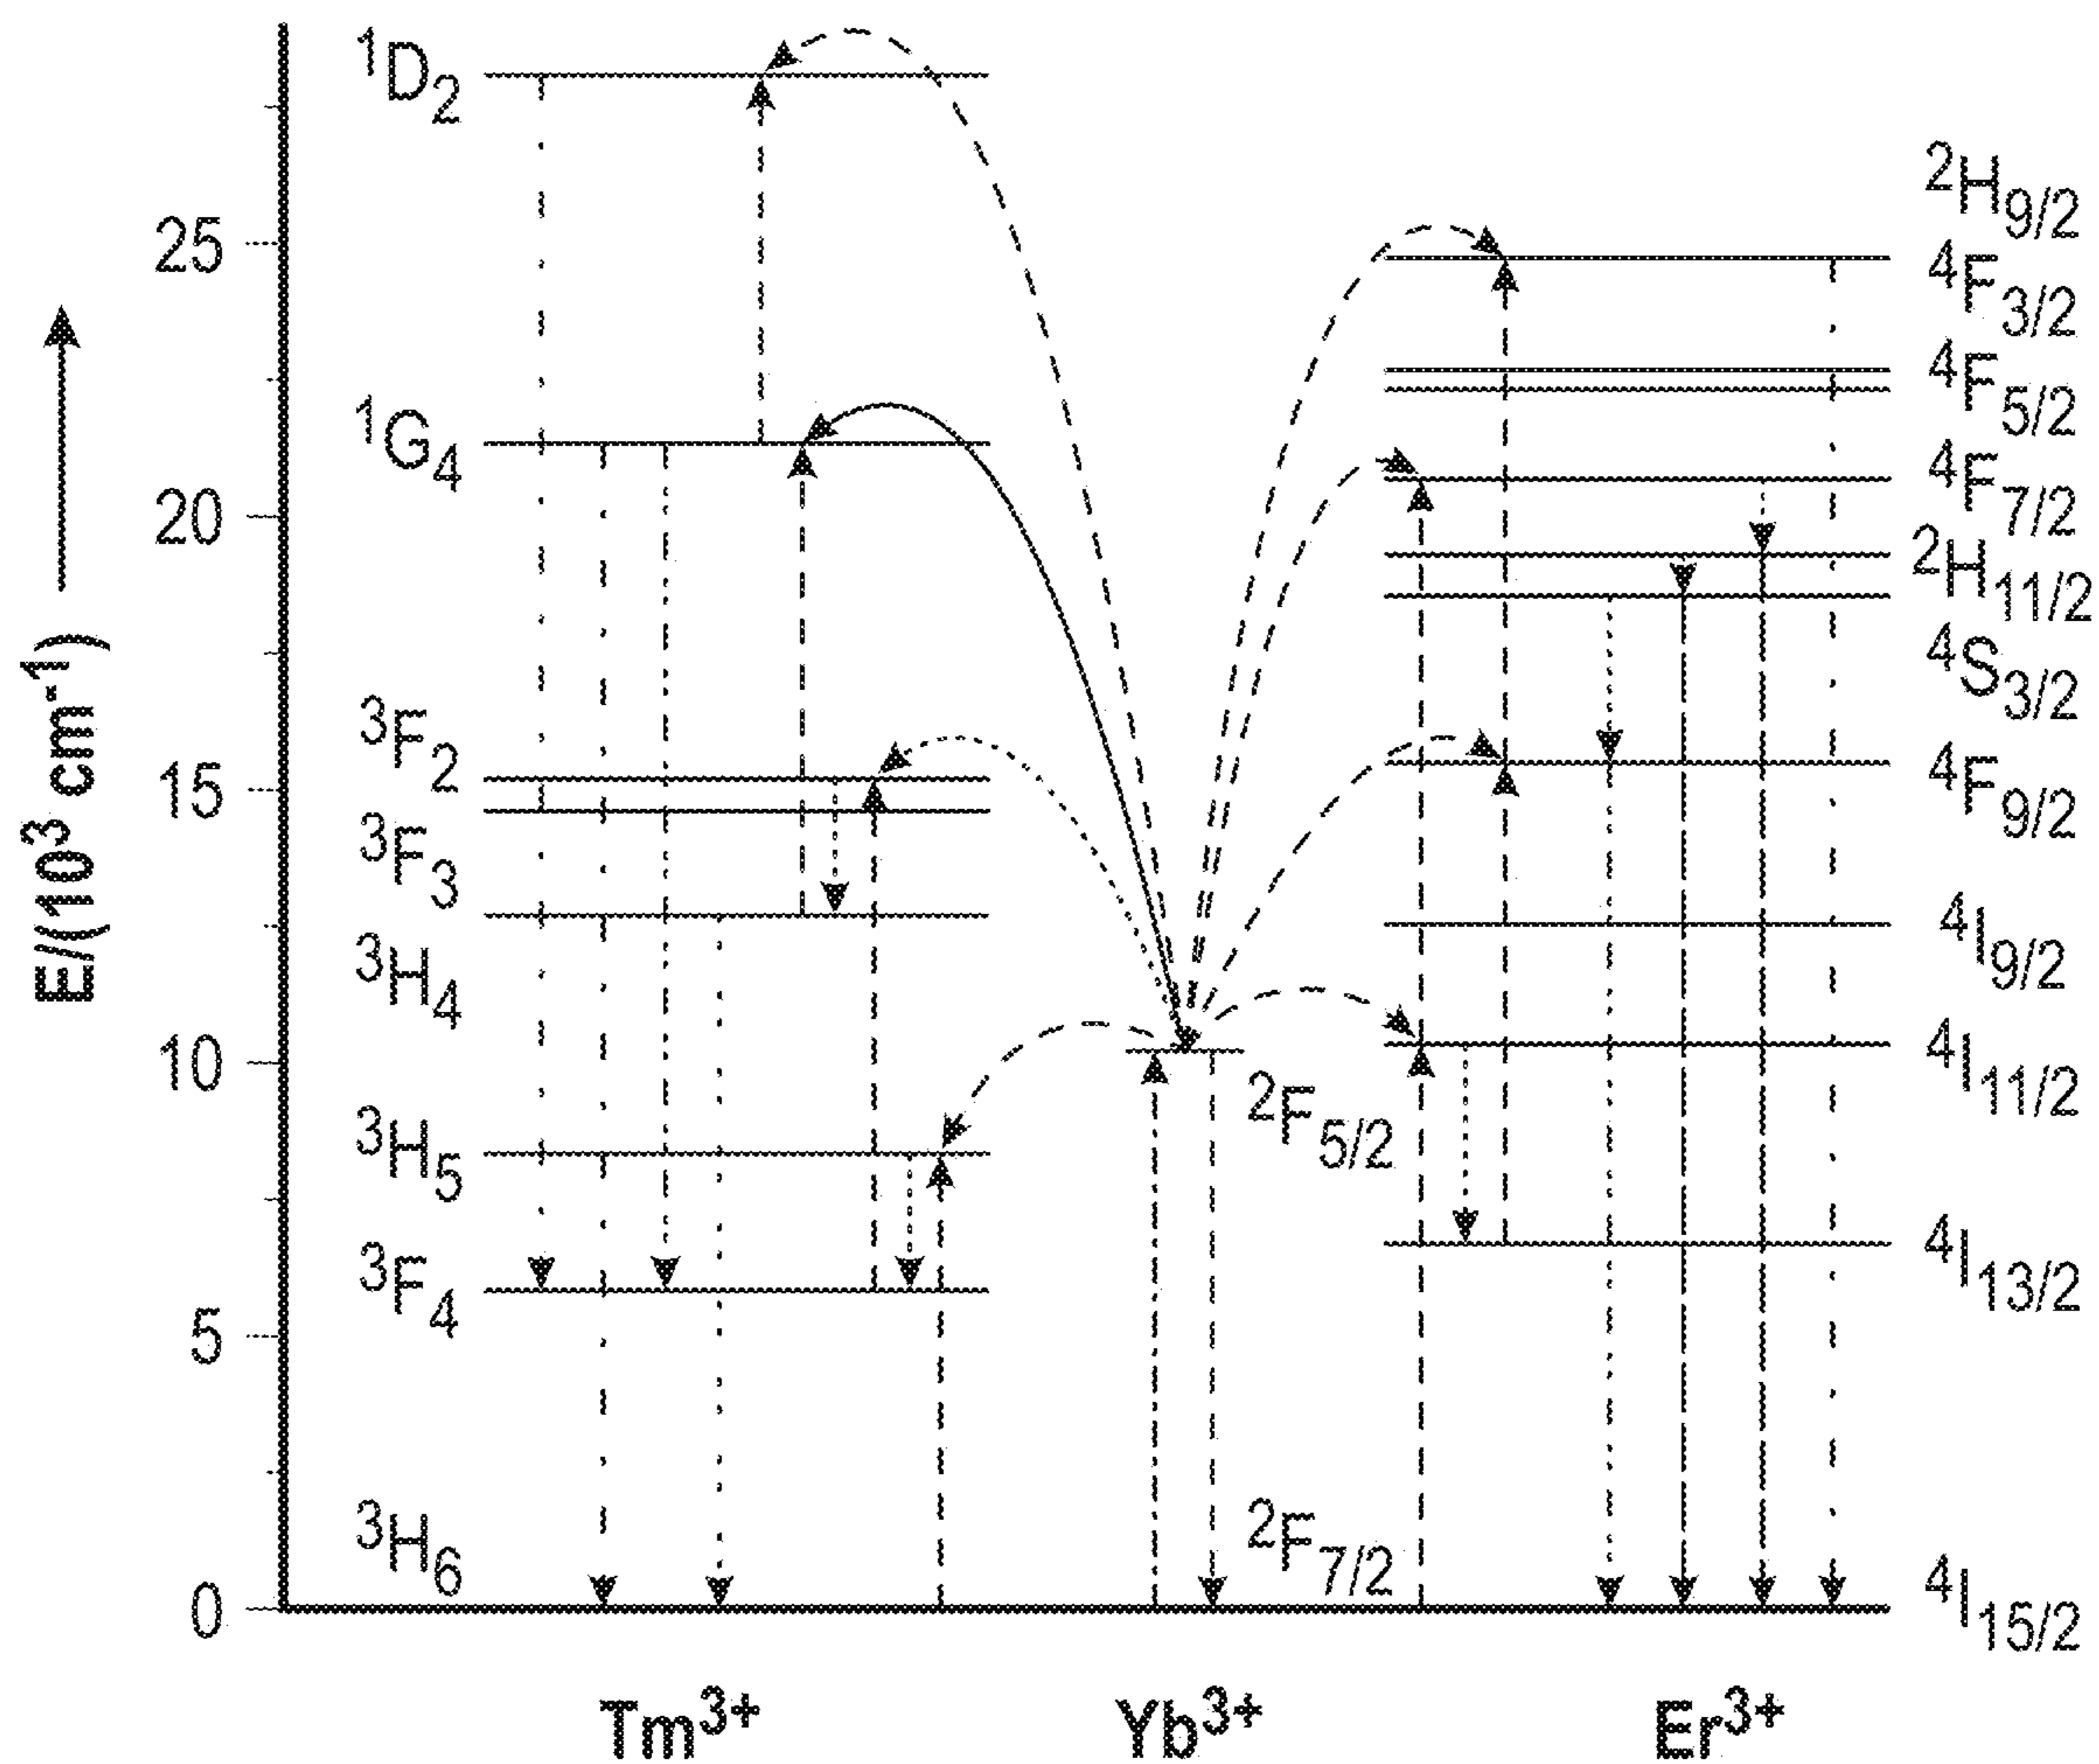 E/(10³ cm⁻¹)
25
20
15
10
5
0
¹D₂
¹G₄
³F₂
³F₃
³H₄
³H₅
³F₄
³H₆
²F₅/₂
²F₇/₂
²H₉/₂
⁴F₃/₂
⁴F₅/₂
⁴F₇/₂
²H₁₁/₂
⁴S₃/₂
⁴F₉/₂
⁴I₉/₂
⁴I₁₁/₂
⁴I₁₃/₂
⁴I₁₅/₂
Tm³⁺ Yb³⁺ Er³⁺